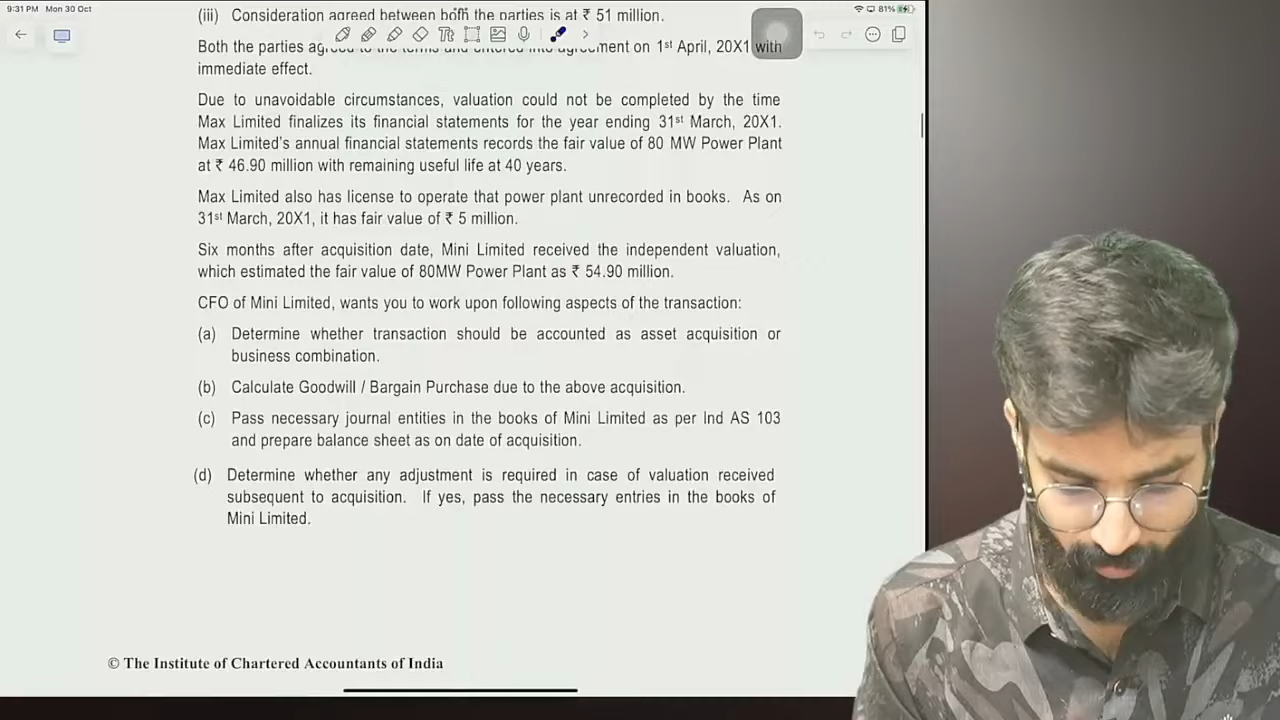 9:31 PM Mon 30 Oct
81%
(iii) Consideration agreed between both the parties is at ₹ 51 million.
Both the parties agreed to the terms and entered into agreement on 1st April, 20X1 with
immediate effect.
Due to unavoidable circumstances, valuation could not be completed by the time
Max Limited finalizes its financial statements for the year ending 31st March, 20X1.
Max Limited's annual financial statements records the fair value of 80 MW Power Plant
at ₹ 46.90 million with remaining useful life at 40 years.
Max Limited also has license to operate that power plant unrecorded in books. As on
31st March, 20X1, it has fair value of ₹ 5 million.
Six months after acquisition date, Mini Limited received the independent valuation,
which estimated the fair value of 80MW Power Plant as ₹ 54.90 million.
CFO of Mini Limited, wants you to work upon following aspects of the transaction:
(a) Determine whether transaction should be accounted as asset acquisition or
business combination.
(b) Calculate Goodwill / Bargain Purchase due to the above acquisition.
(c) Pass necessary journal entities in the books of Mini Limited as per Ind AS 103
and prepare balance sheet as on date of acquisition.
(d) Determine whether any adjustment is required in case of valuation received
subsequent to acquisition. If yes, pass the necessary entries in the books of
Mini Limited.
© The Institute of Chartered Accountants of India